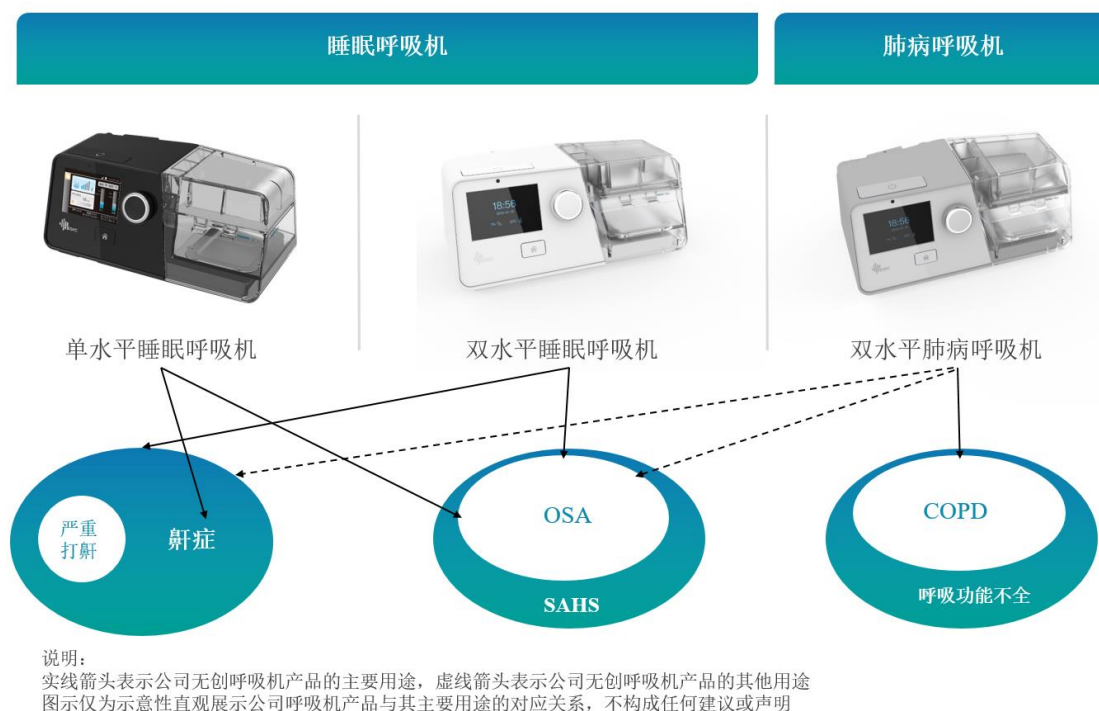 睡眠呼吸机
肺病呼吸机
18:56
18:56
单水平睡眠呼吸机
双水平睡眠呼吸机
双水平肺病呼吸机
严重
打鼾
鼾症
OSA
SAHS
COPD
呼吸功能不全
说明：
实线箭头表示公司无创呼吸机产品的主要用途，虚线箭头表示公司无创呼吸机产品的其他用途
图示仅为示意性直观展示公司呼吸机产品与其主要用途的对应关系，不构成任何建议或声明